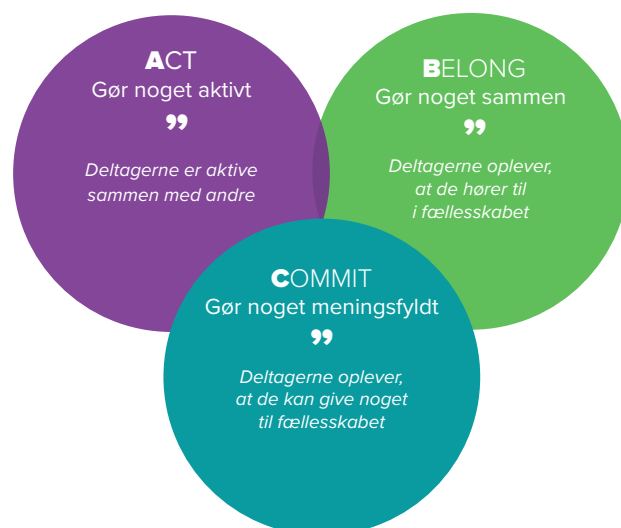 ACT
Gør noget aktivt
”
Deltagerne er aktive
sammen med andre
BELONG
Gør noget sammen
”
Deltagerne oplever,
at de hører til
i fællesskabet
COMMIT
Gør noget meningsfyldt
”
Deltagerne oplever,
at de kan give noget
til fællesskabet